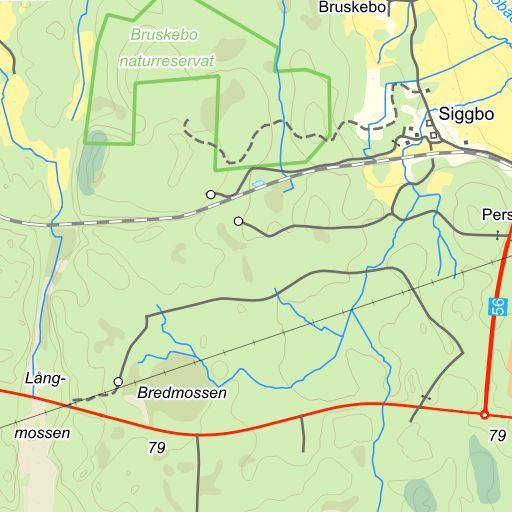 Bruskebo
Bruskebo
naturreservat
Siggbo
Pers
56
Lång-
mossen
Bredmossen
79
79